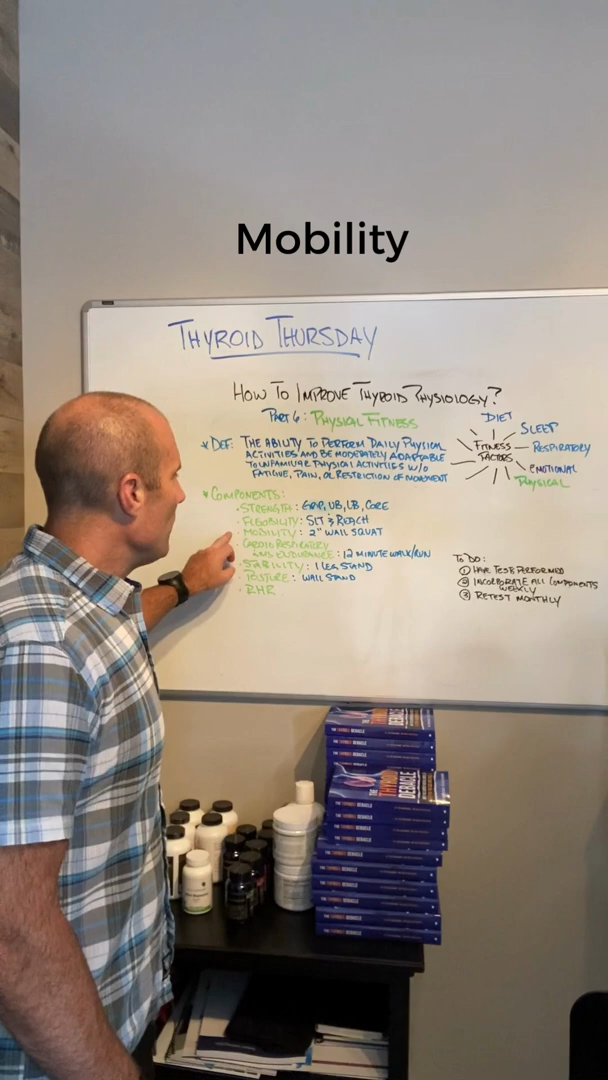 Mobility
THYROID THURSDAY
HOW TO IMPROVE THYROID PHYSIOLOGY?
PART 6: PHYSICAL FITNESS
* DEF: THE ABILITY TO PERFORM DAILY PHYSICAL
ACTIVITIES AND BE MODERATELY ADAPTABLE
TO UNFAMILIAR PHYSICAL ACTIVITIES W/O
FATIGUE, PAIN, OR RESTRICTION OF MOVEMENT
DIET
SLEEP
FITNESS
FACTORS
RESPIRATORY
EMOTIONAL
PHYSICAL
* COMPONENTS:
· STRENGTH: GRIP, UB, LB, CORE
· FLEXIBILITY: SIT & REACH
· MOBILITY: 2" WALL SQUAT
· CARDIO RESPIRATORY
AND ENDURANCE: 12 MINUTE WALK/RUN
· STABILITY: 1 LEG STAND
· POSTURE: WALL STAND
· RHR
TO DO:
① HAVE TESTS PERFORMED
② INCORPORATE ALL COMPONENTS
WEEKLY
③ RETEST MONTHLY
THE THYROID DEBACLE